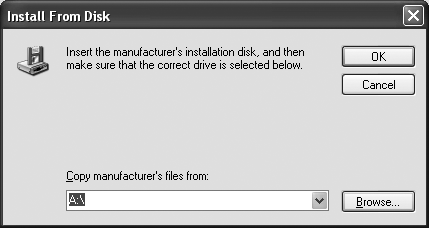 Install From Disk
Insert the manufacturer's installation disk, and then
make sure that the correct drive is selected below.
OK
Cancel
Copy manufacturer's files from:
A:\
Browse...